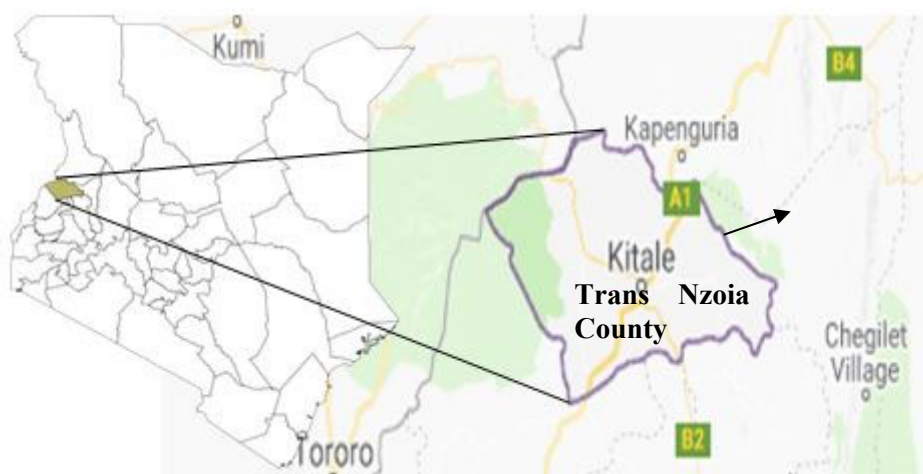 Kumi
B4
Kapenguria
A1
Kitale
Trans Nzoia
County
Chegilet
Village
B2
Tororo